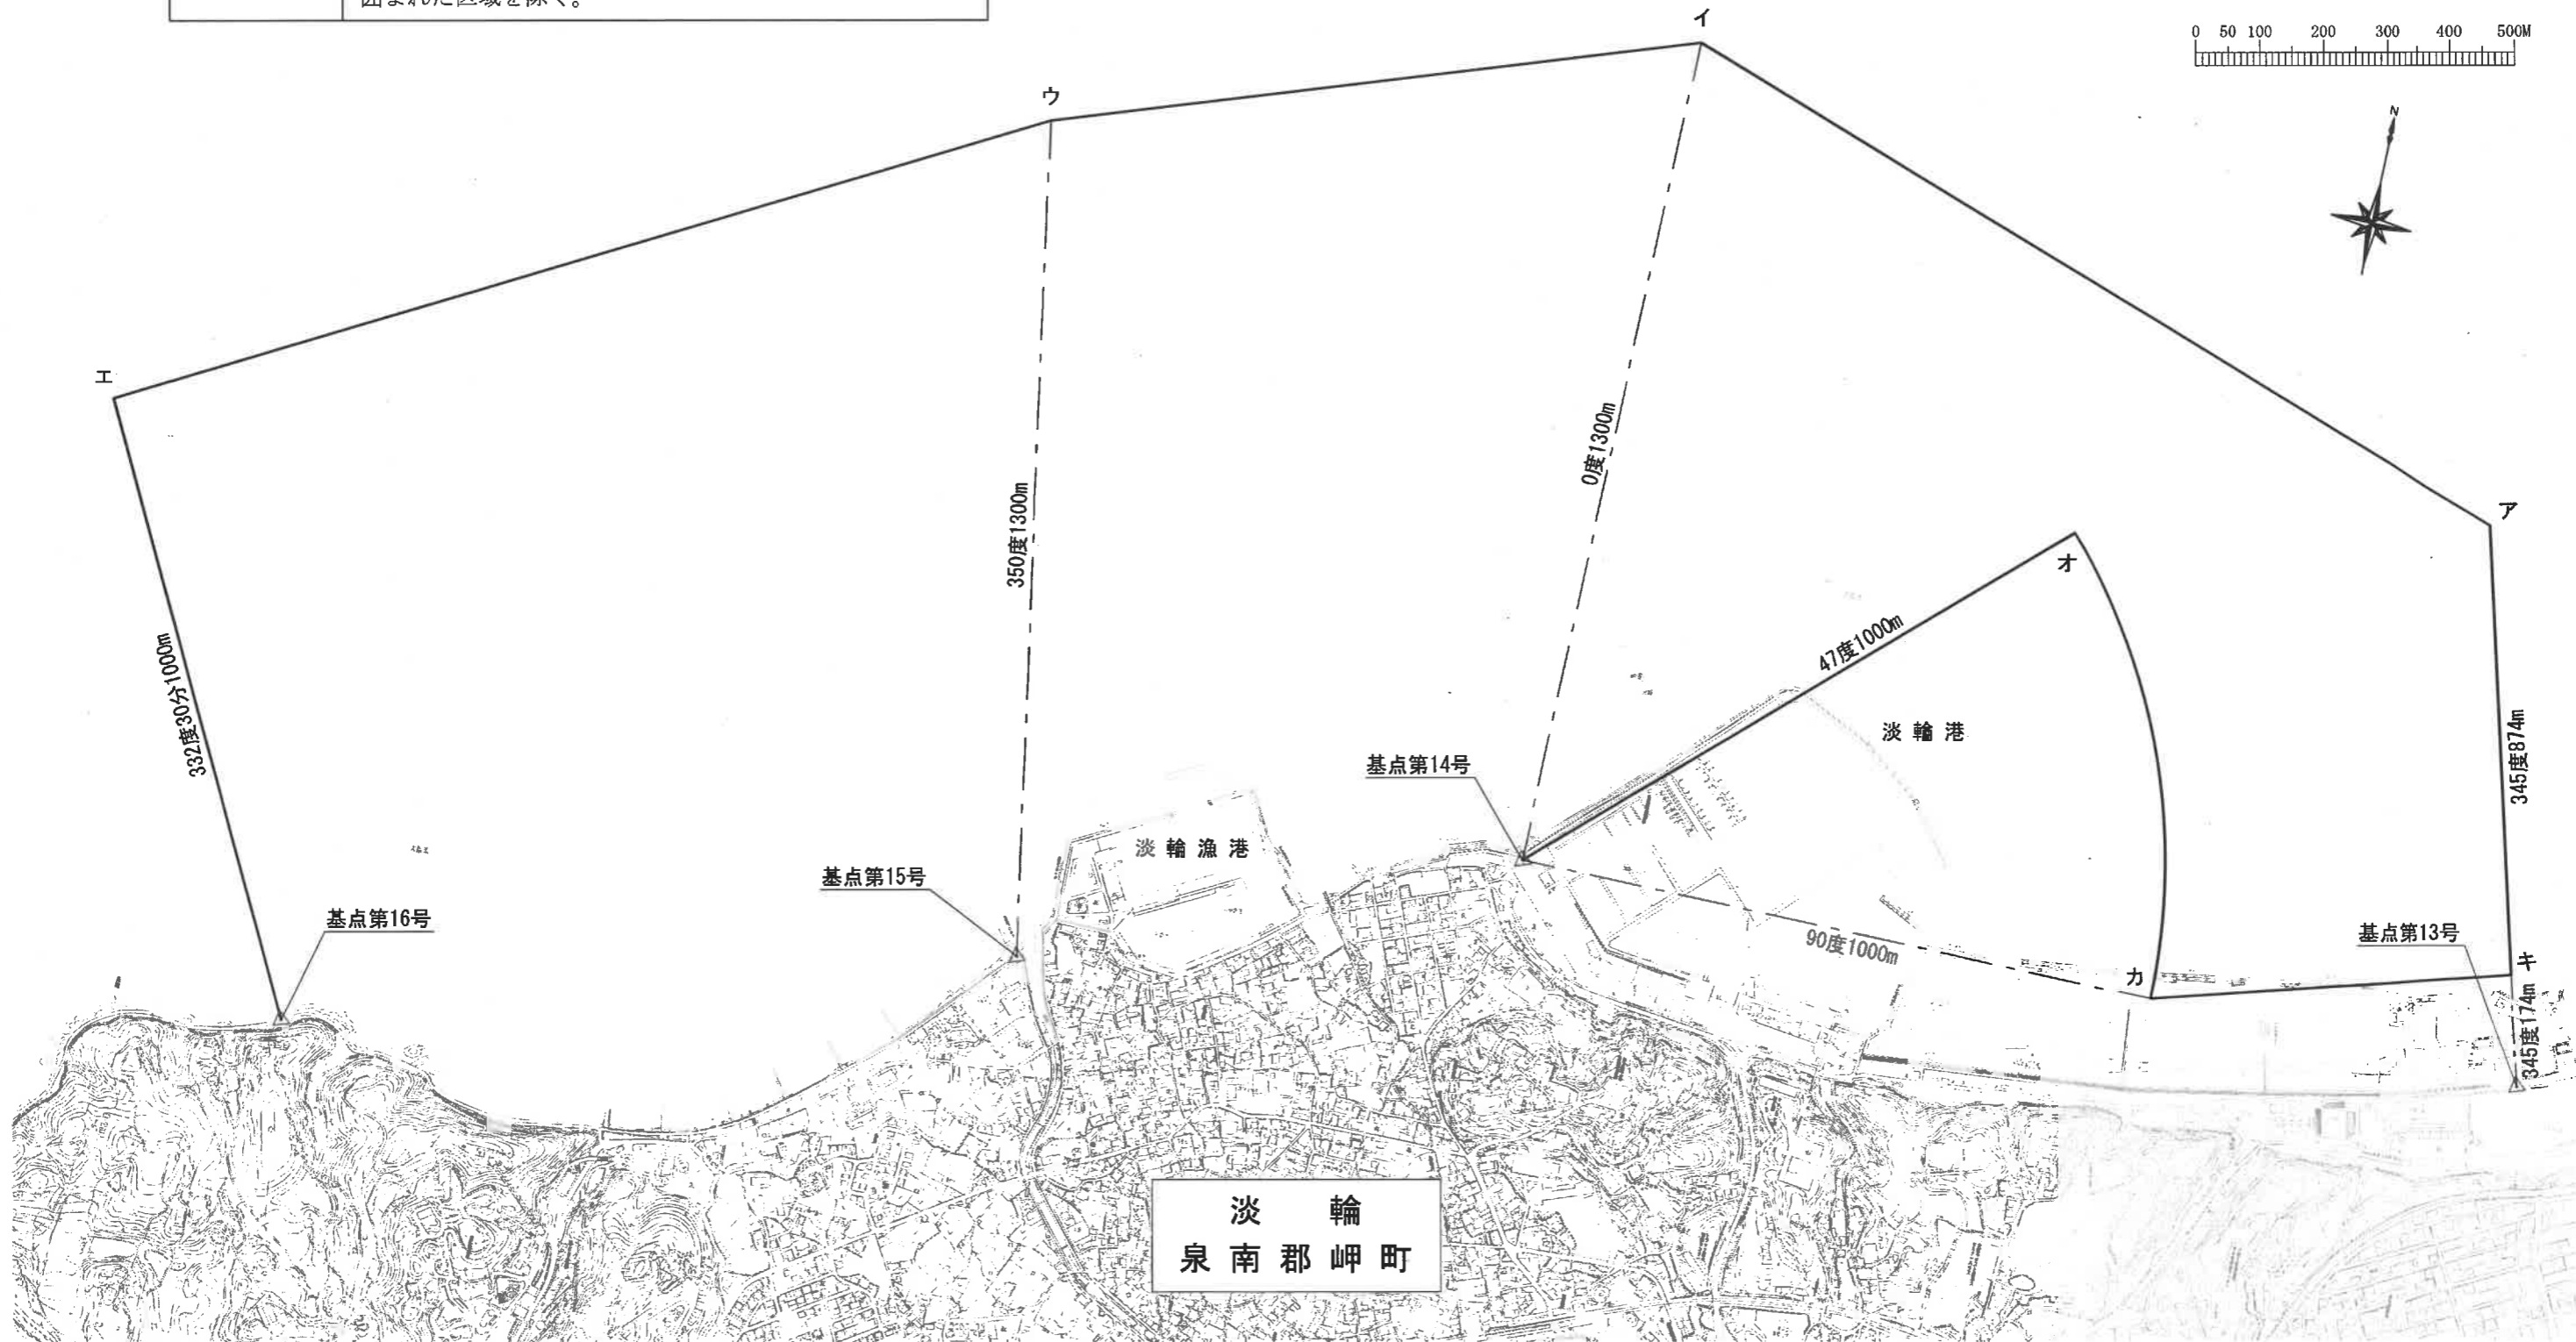 囲まれた区域を除く。
イ
0 50 100 200 300 400 500M
ウ
N
エ
ア
オ
0度1300m
350度1300m
47度1000m
332度30分1000m
淡輪港
345度874m
基点第14号
淡輪漁港
基点第15号
基点第16号
90度1000m
基点第13号
カ
キ
345度174m
淡輪
泉南郡岬町